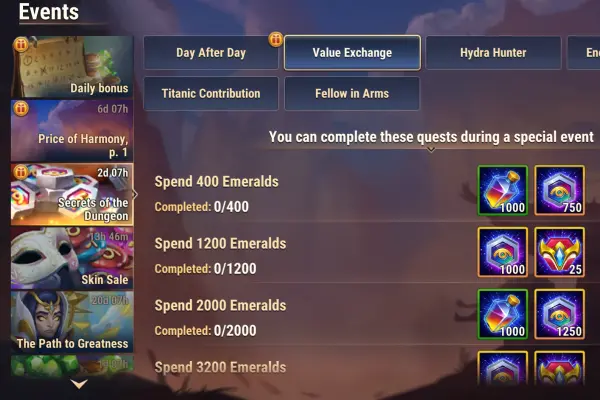 Events
Day After Day
Value Exchange
Hydra Hunter
Titanic Contribution
Fellow in Arms
Daily bonus
6d 07h
Price of Harmony,
p. 1
2d 07h
Secrets of the
Dungeon
13h 46m
Skin Sale
20d 07h
The Path to Greatness
You can complete these quests during a special event
Spend 400 Emeralds
Completed: 0/400
1000
750
Spend 1200 Emeralds
Completed: 0/1200
1000
25
Spend 2000 Emeralds
Completed: 0/2000
1000
1250
Spend 3200 Emeralds